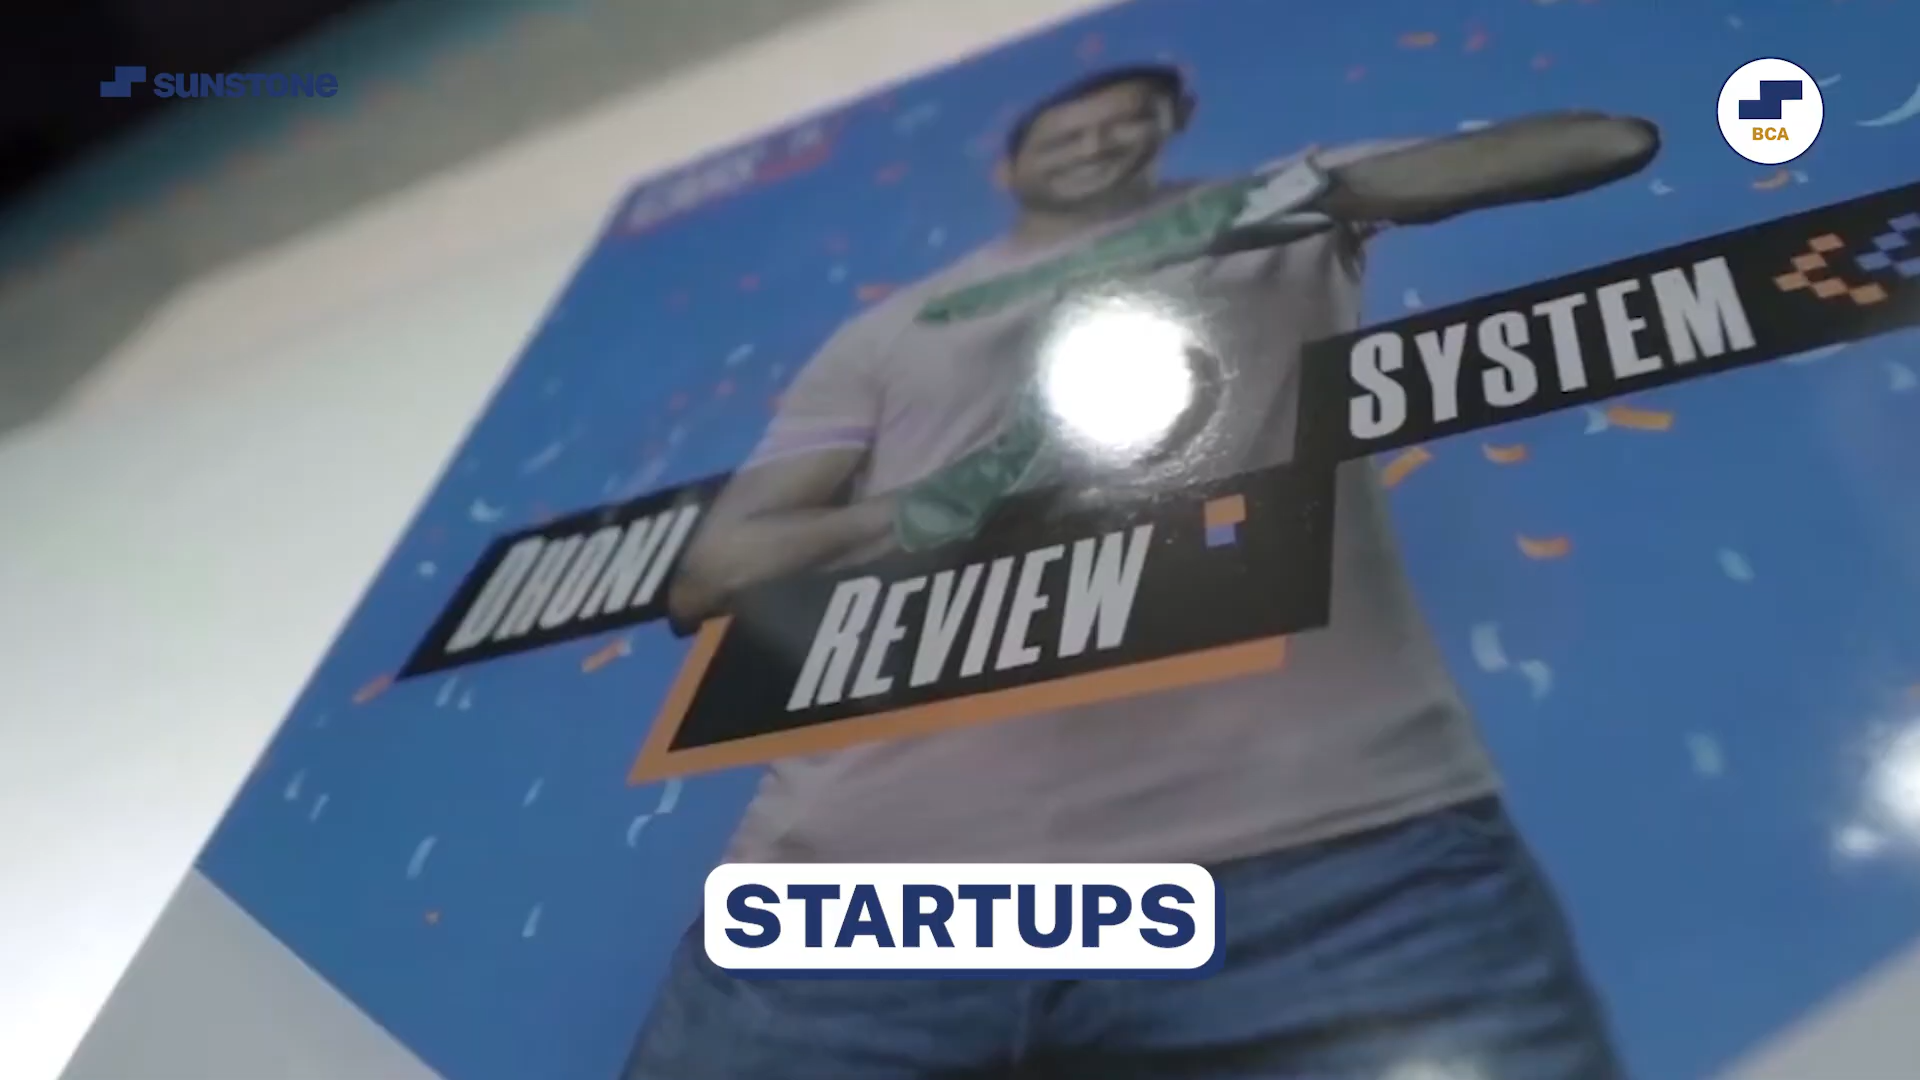 SUNSTONE
BCA
SYSTEM
DHONI
REVIEW
STARTUPS